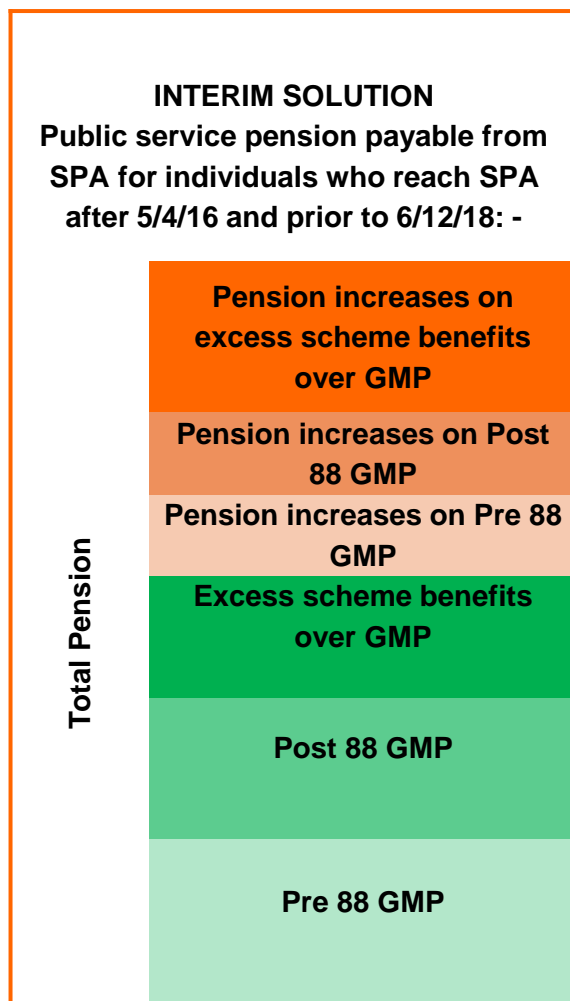 INTERIM SOLUTION
Public service pension payable from
SPA for individuals who reach SPA
after 5/4/16 and prior to 6/12/18: -
Pension increases on
excess scheme benefits
over GMP
Pension increases on Post
88 GMP
Pension increases on Pre 88
GMP
Excess scheme benefits
over GMP
Post 88 GMP
Pre 88 GMP
Total Pension